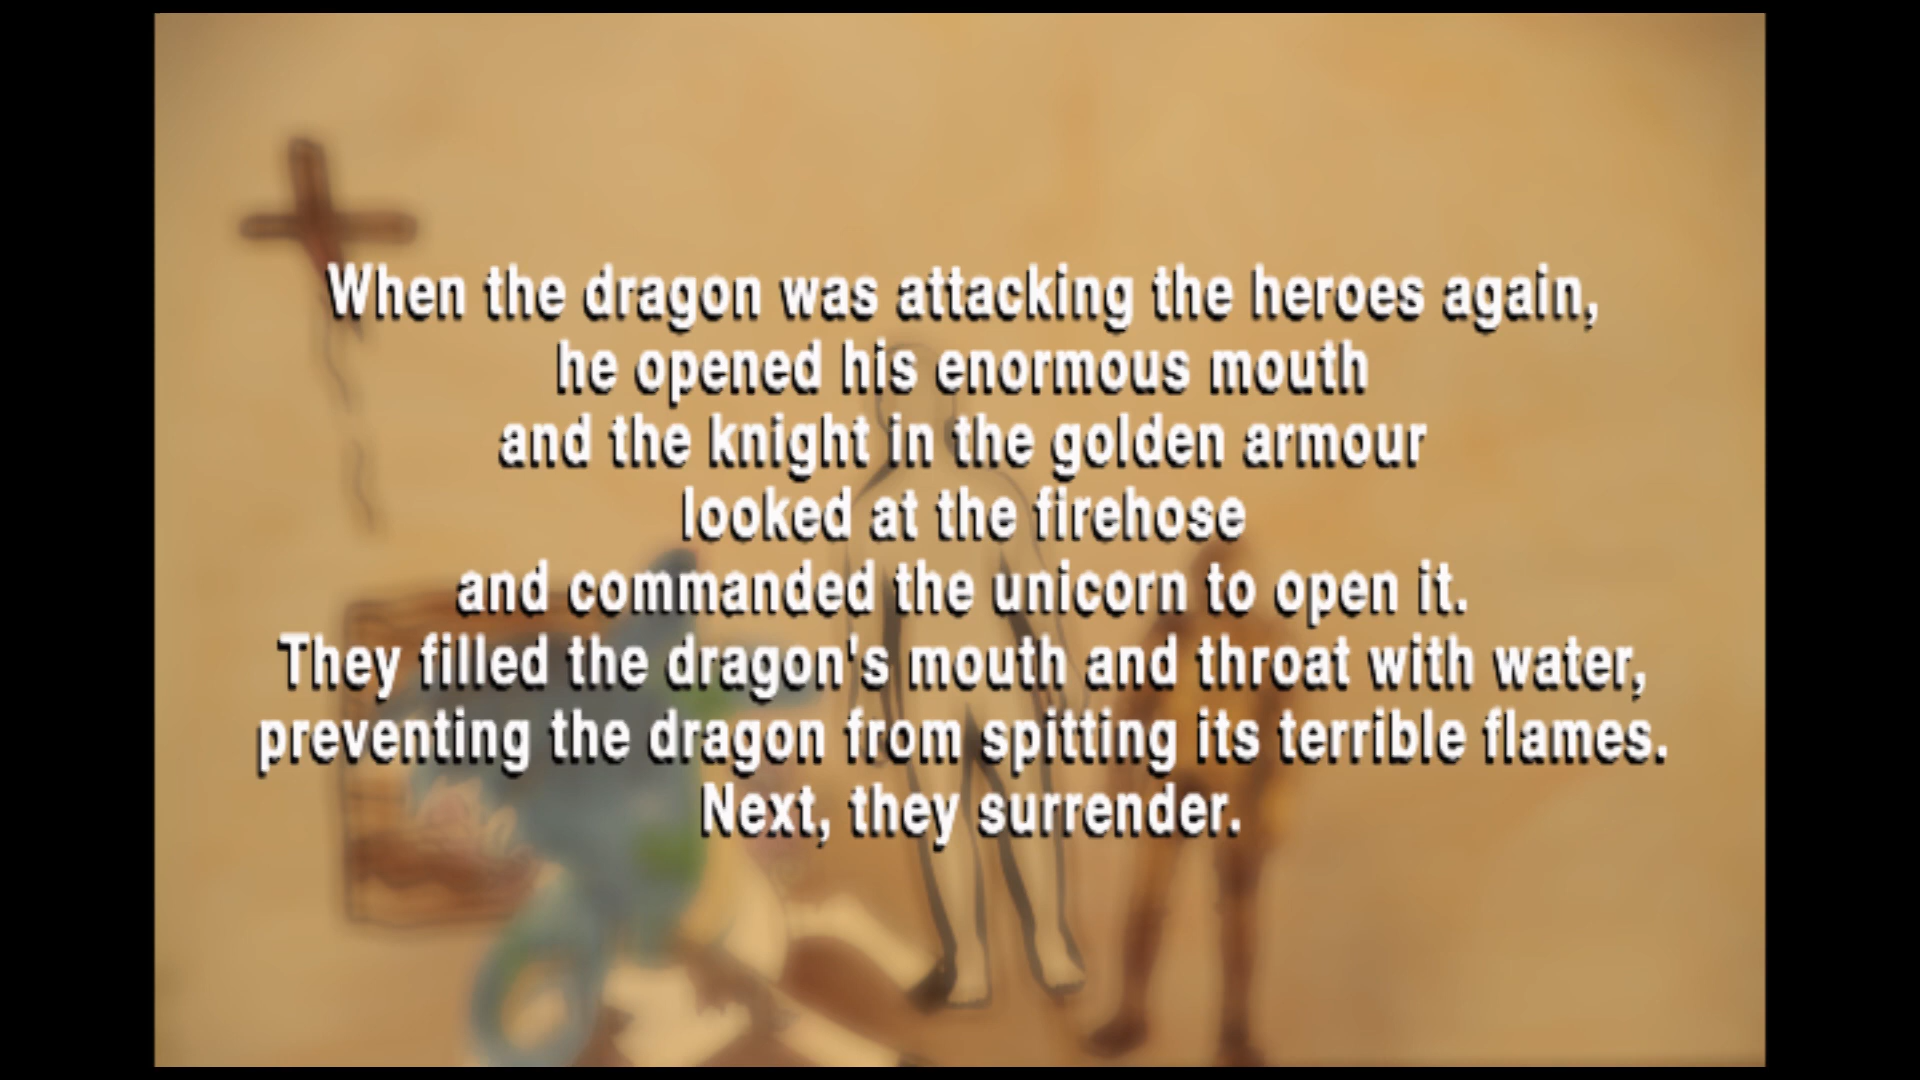 When the dragon was attacking the heroes again,
he opened his enormous mouth
and the knight in the golden armour
looked at the firehose
and commanded the unicorn to open it.
They filled the dragon's mouth and throat with water,
preventing the dragon from spitting its terrible flames.
Next, they surrender.